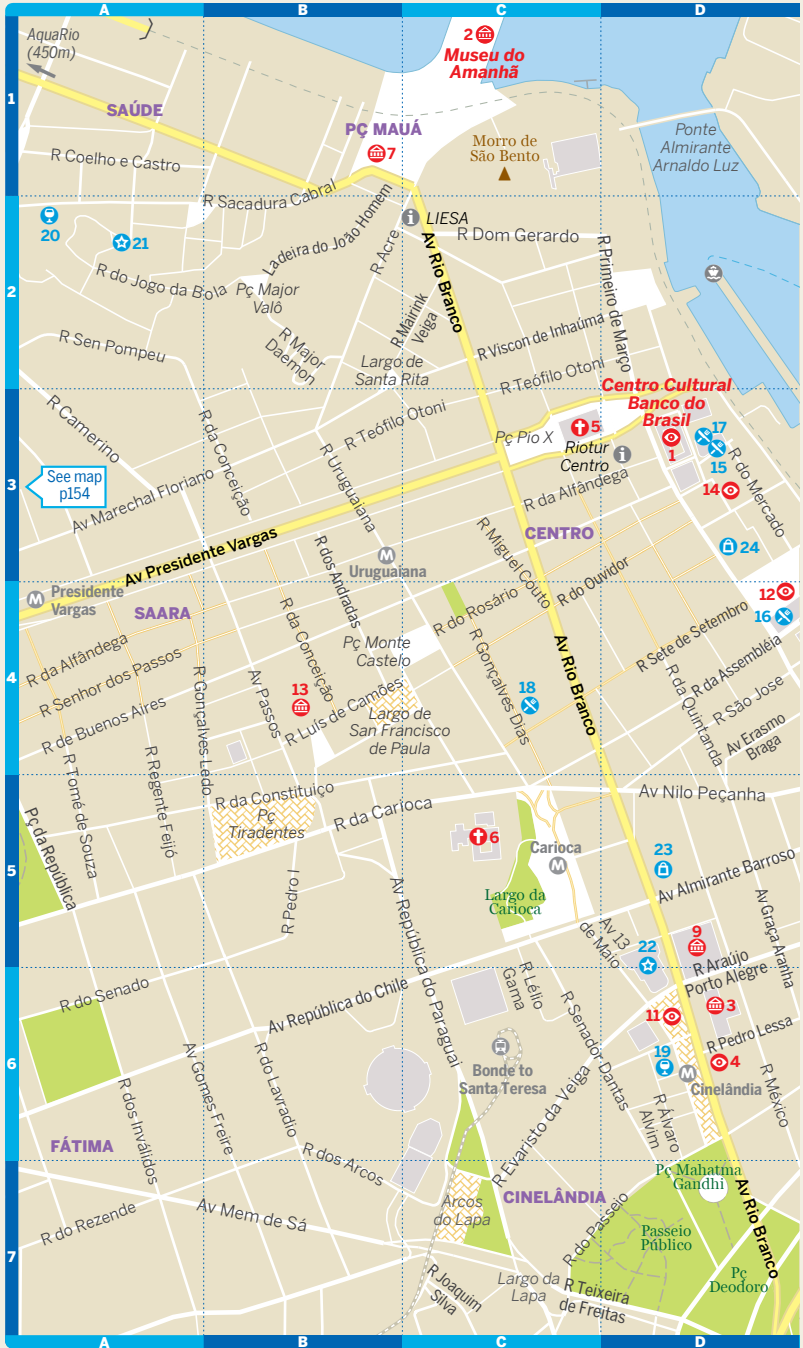 A
B
C
D
AquaRio
(450m)
2
Museu do
Amanhã
1
SAÚDE
PÇ MAUÁ
7
Morro de
São Bento
Ponte
Almirante
Arnaldo Luz
R Coelho e Castro
R Sacadura Cabral
20
21
Ladeira do João Homem
LIESA
R Acre
Av Rio Branco
R Dom Gerardo
R Primeiro de Março
2
R do Jogo da Bola
Pç Major
Valô
R Mairink
Veiga
R Viscon de Inhaúma
R Sen Pompeu
R Major
Daemon
Largo de
Santa Rita
R Teófilo Otoni
Centro Cultural
Banco do
Brasil
R Camerino
R da Conceição
R Teófilo Otoni
R Uruguaiana
Pç Pio X
5
Riotur
Centro
1
17
15
R do Mercado
3
See map
p154
Av Marechal Floriano
R da Alfândega
14
CENTRO
24
Av Presidente Vargas
R dos Andradas
Uruguaiana
R Miguel Couto
R do Ouvidor
Presidente
Vargas
SAARA
12
16
R do Rosário
R Sete de Setembro
R da Alfândega
R da Conceição
Pç Monte
Castelo
R Gonçalves Dias
Av Rio Branco
R da Assembléia
R Senhor dos Passos
4
R Gonçalves Ledo
Av Passos
13
18
R da Quintanda
R São Jose
R de Buenos Aires
R Luís de Camões
Largo de
San Francisco
de Paula
Av Erasmo
Braga
R Tomé de Souza
R Regente Feijó
R da Constituiço
Pç
Tiradentes
R da Carioca
Av Nilo Peçanha
Pç da República
6
Carioca
23
5
R Pedro I
Av República do Paraguai
Largo da
Carioca
Av Almirante Barroso
Av 13
de Maio
9
Av Graça Aranha
22
R Araújo
Porto Alegre
R do Senado
Av República do Chile
R Lélio
Gama
R Senador Dantas
11
3
R Pedro Lessa
6
Av Gomes Freire
R do Lavradio
Bonde to
Santa Teresa
19
4
Cinelândia
R México
R dos Inválidos
R Evaristo da Veiga
R Álvaro
Alvim
FÁTIMA
R dos Arcos
Pç Mahatma
Gandhi
Av Mem de Sá
Arcos
do Lapa
CINELÂNDIA
R do Passeio
Av Rio Branco
R do Rezende
Passeio
Público
7
R Joaquim
Silva
Largo da
Lapa
R Teixeira
de Freitas
Pç
Deodoro
A
B
C
D